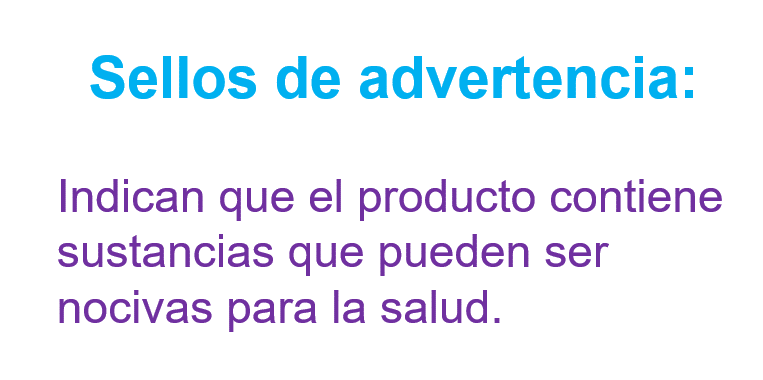 Sellos de advertencia:
Indican que el producto contiene
sustancias que pueden ser
nocivas para la salud.